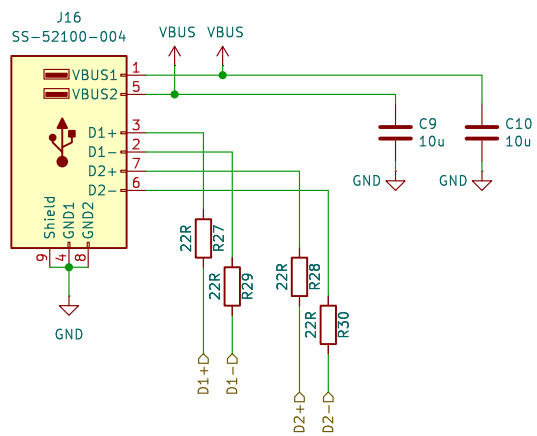 J16
SS-52100-004
VBUS
VBUS
VBUS1
1
VBUS2
5
D1+
3
D1-
2
D2+
7
D2-
6
C9
10u
C10
10u
GND
GND
Shield
GND1
GND2
9
4
8
GND
22R
R27
22R
R29
22R
R28
22R
R30
D1+
D1-
D2+
D2-